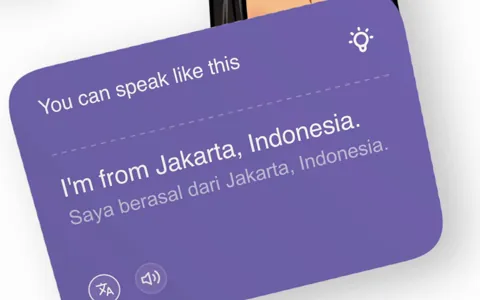 You can speak like this
I'm from Jakarta, Indonesia.
Saya berasal dari Jakarta, Indonesia.